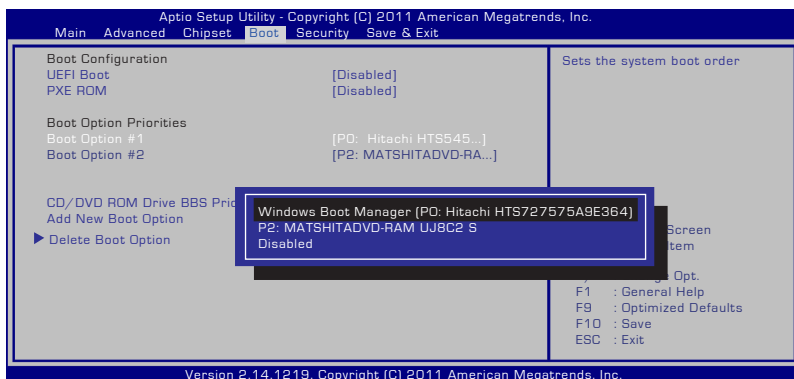 Aptio Setup Utility - Copyright (C) 2011 American Megatrends, Inc.
Main Advanced Chipset Boot Security Save & Exit
Boot Configuration
UEFI Boot [Disabled]
PXE ROM [Disabled]
Boot Option Priorities
Boot Option #1 [P0: Hitachi HTS545...]
Boot Option #2 [P2: MATSHITADVD-RA...]
CD/DVD ROM Drive BBS
Add New Boot Option
Delete Boot Option
Windows Boot Manager (P0: Hitachi HTS727575A9E364)
P2: MATSHITADVD-RAM UJ8C2 S
Disabled
Sets the system boot order
Screen
Opt.
F1 : General Help
F9 : Optimized Defaults
F10 : Save
ESC : Exit
Version 2.14.1219. Copyright (C) 2011 American Megatrends, Inc.